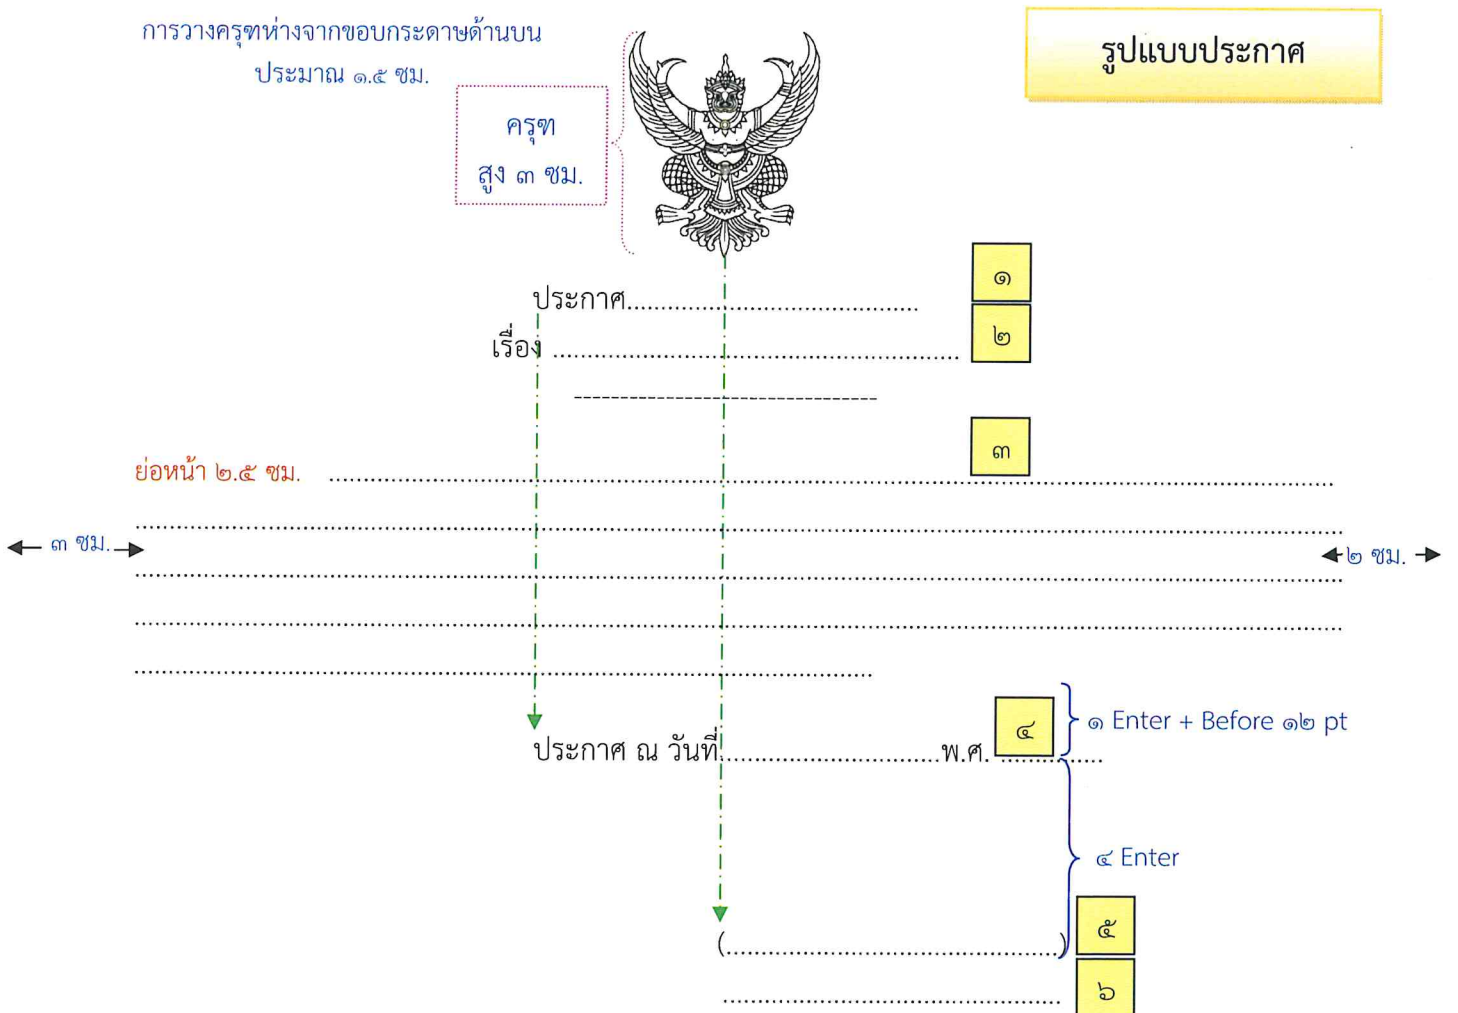 การวางครุฑห่างจากขอบกระดาษด้านบน
ประมาณ ๑.๕ ซม.
รูปแบบประกาศ
ครุฑ
สูง ๓ ซม.
๑
ประกาศ................................................
๒
เรื่อง ................................................................
---------------------------------
๓
ย่อหน้า ๒.๕ ซม. ................................................................................
................................................................................
๓ ซม.
๒ ซม.
................................................................................
................................................................................
................................................................................
๔
๑ Enter + Before ๑๒ pt
ประกาศ ณ วันที่....................................พ.ศ. .................
๔ Enter
(.........................................................)
๕
.........................................................
๖